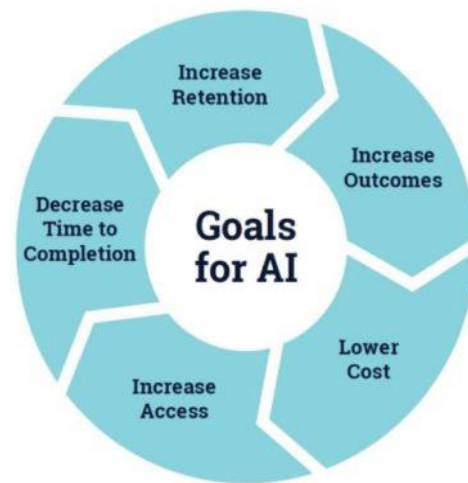 Increase
Retention
Increase
Outcomes
Lower
Cost
Increase
Access
Decrease
Time to
Completion
Goals
for AI